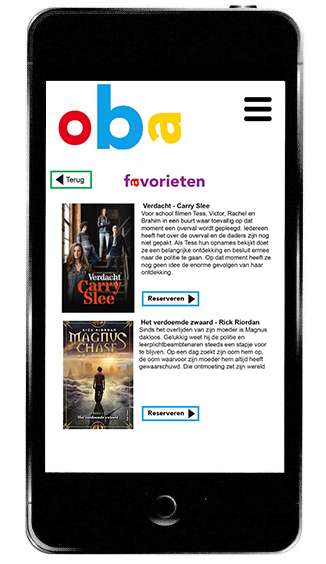 oba
Terug
favorieten
Verdacht
Carry
Slee
Verdacht - Carry Slee
Voor school filmen Tess, Victor, Rachel en
Brahim in een buurt waar toevallig op dat
moment een overval wordt gepleegd. Iedereen
heeft het over de overval en de daders zijn nog
niet gepakt. Als Tess hun opnames bekijkt doet
ze een belangrijke ontdekking en besluit ermee
naar de politie te gaan. Op dat moment heeft ze
nog geen idee de enorme gevolgen van haar
ontdekking.
Reserveren
RICK RIORDAN
MAGNUS
CHASE
Het verdoemde zwaard
Het verdoemde zwaard - Rick Riordan
Sinds het overlijden van zijn moeder is Magnus
dakloos. Gelukkig weet hij de politie en
leerplichtbeambtenaren steeds een stapje voor
te blijven. Op een dag zoekt zijn oom hem op,
de oom waarvoor zijn moeder hem altijd heeft
gewaarschuwd. Die ontmoeting zet zijn wereld
Reserveren